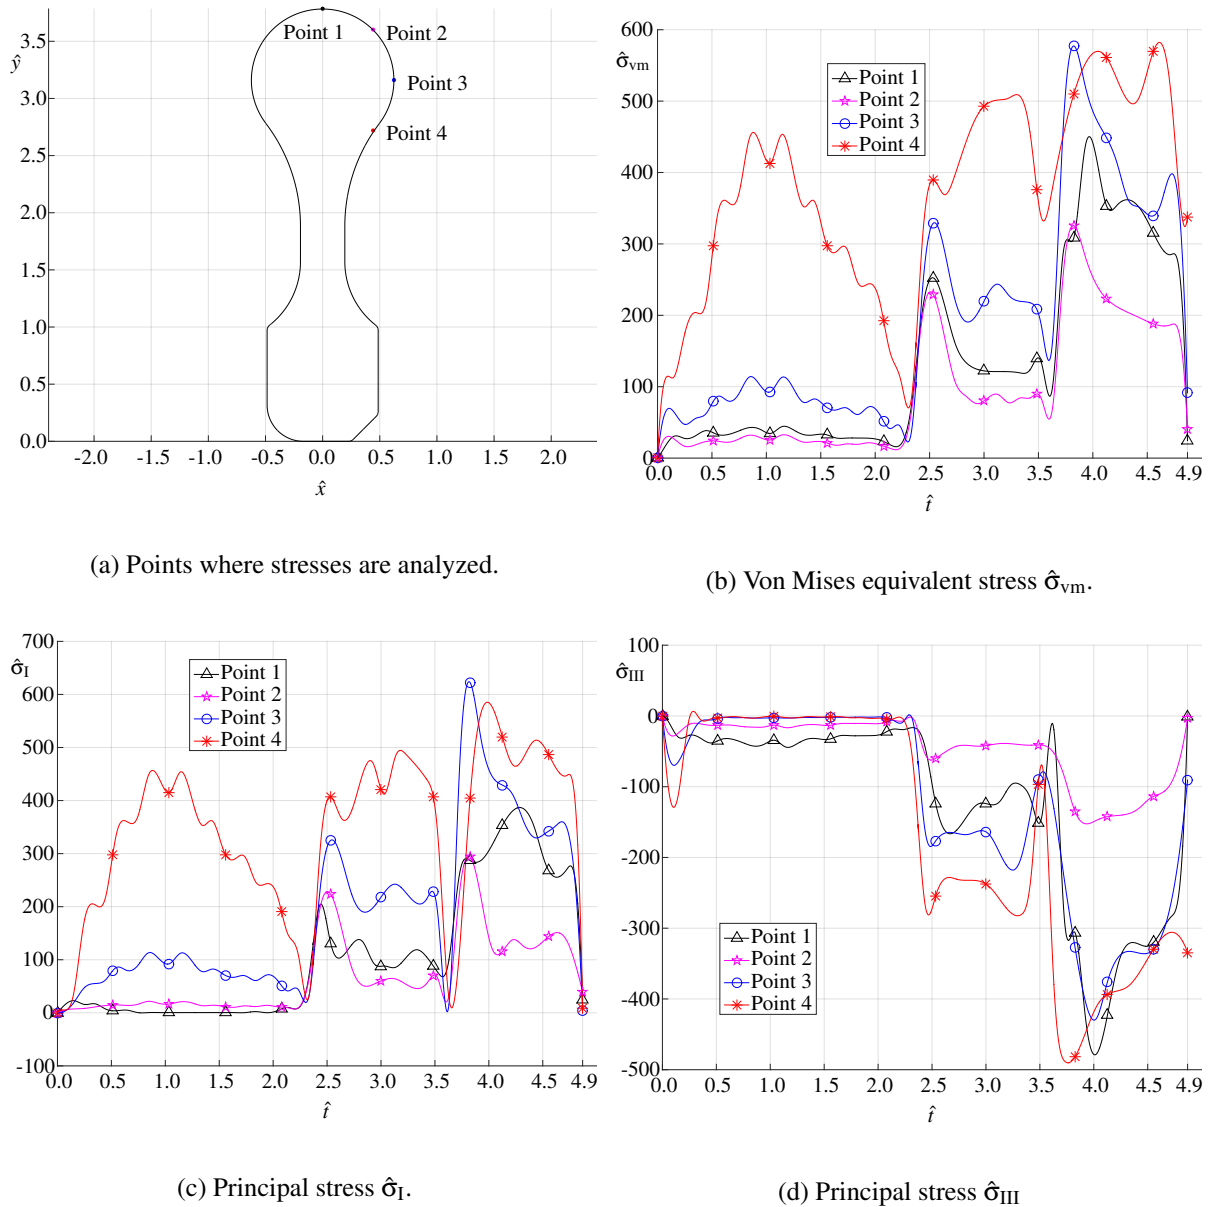 3.5
3.0
2.5
2.0
1.5
1.0
0.5
0.0
ŷ
Point 1
Point 2
Point 3
Point 4
-2.0 -1.5 -1.0 -0.5 0.0 0.5 1.0 1.5 2.0
x̂
(a) Points where stresses are analyzed.
600
σ̂vm
500
400
300
200
100
0
Point 1
Point 2
Point 3
Point 4
0.0 0.5 1.0 1.5 2.0 2.5 3.0 3.5 4.0 4.5 4.9
t̂
(b) Von Mises equivalent stress σ̂vm.
700
σ̂I
600
500
400
300
200
100
0
-100
Point 1
Point 2
Point 3
Point 4
0.0 0.5 1.0 1.5 2.0 2.5 3.0 3.5 4.0 4.5 4.9
t̂
(c) Principal stress σ̂I.
100
σ̂III
0
-100
-200
-300
-400
-500
Point 1
Point 2
Point 3
Point 4
0.0 0.5 1.0 1.5 2.0 2.5 3.0 3.5 4.0 4.5 4.9
t̂
(d) Principal stress σ̂III